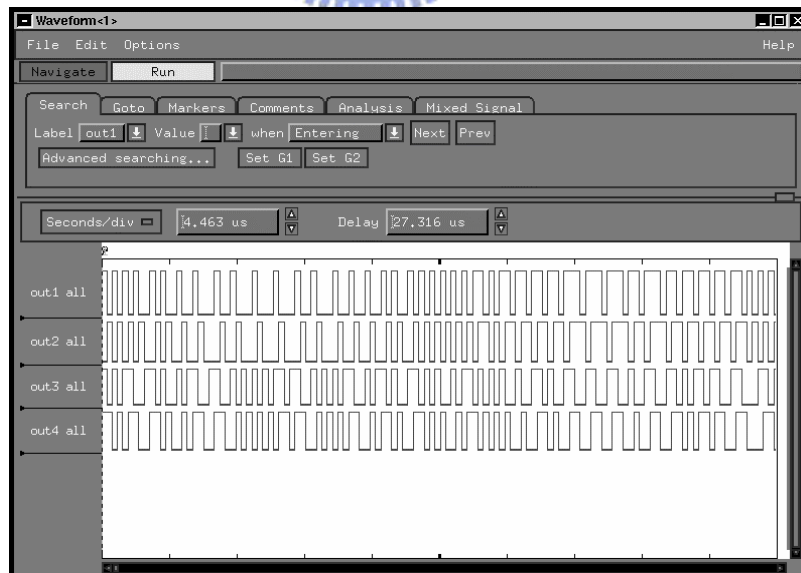 Waveform<1>
File Edit Options Help
Navigate Run
Search Goto Markers Comments Analysis Mixed Signal
Label out1 Value when Entering Next Prev
Advanced searching... Set G1 Set G2
Seconds/div 4.463 us Delay 27.316 us
out1 all
out2 all
out3 all
out4 all